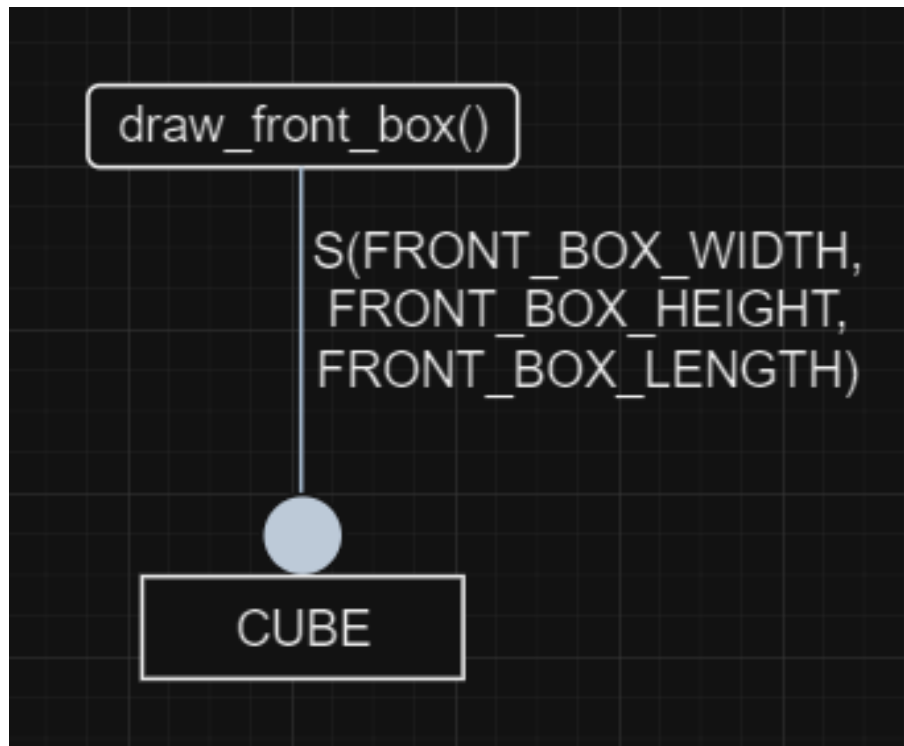 draw_front_box()
S(FRONT_BOX_WIDTH,
FRONT_BOX_HEIGHT,
FRONT_BOX_LENGTH)
CUBE